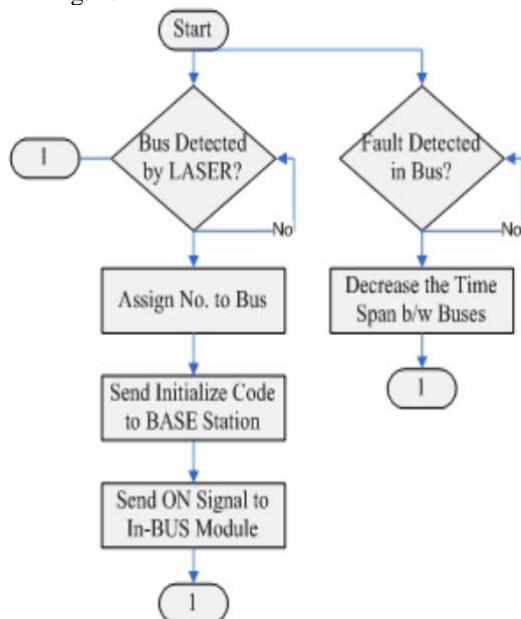 Start
Bus Detected
by LASER?
1
No
Assign No. to Bus
Send Initialize Code
to BASE Station
Send ON Signal to
In-BUS Module
1
Fault Detected
in Bus?
No
Decrease the Time
Span b/w Buses
1